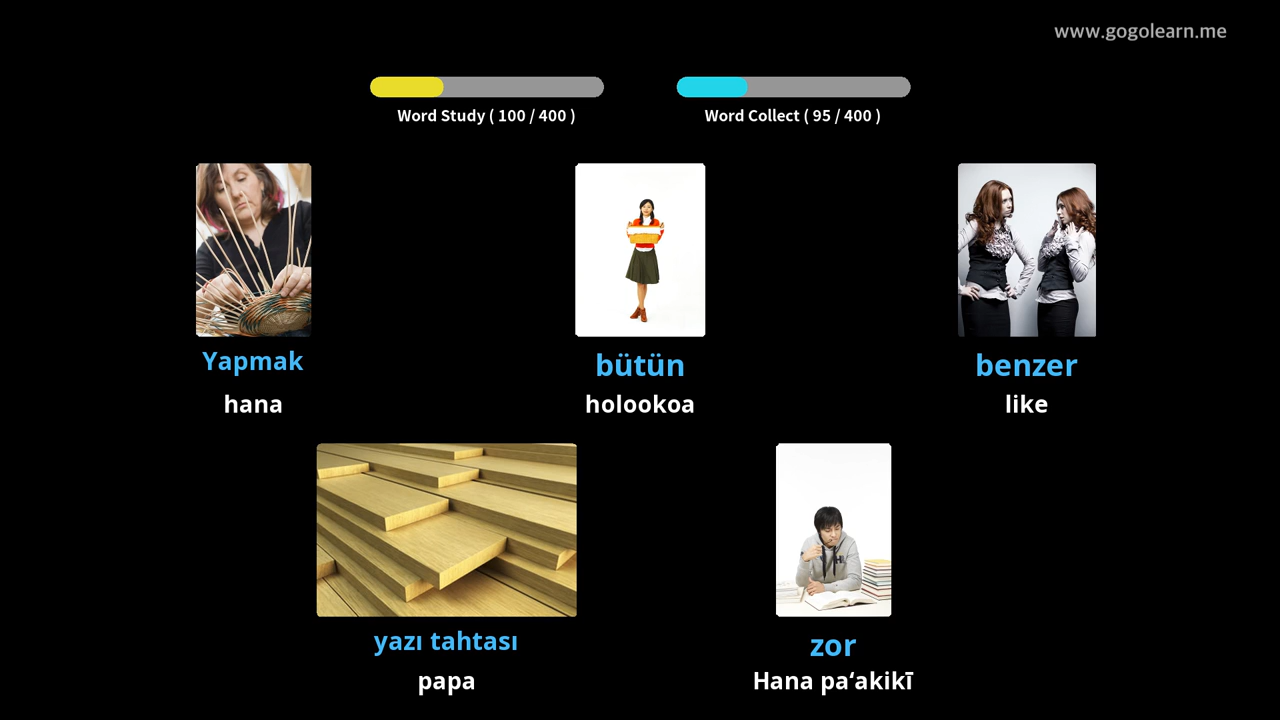 www.gogolearn.me
Word Study ( 100 / 400 )
Word Collect ( 95 / 400 )
Yapmak
hana
bütün
holookoa
benzer
like
yazı tahtası
papa
zor
Hana paʻakikī